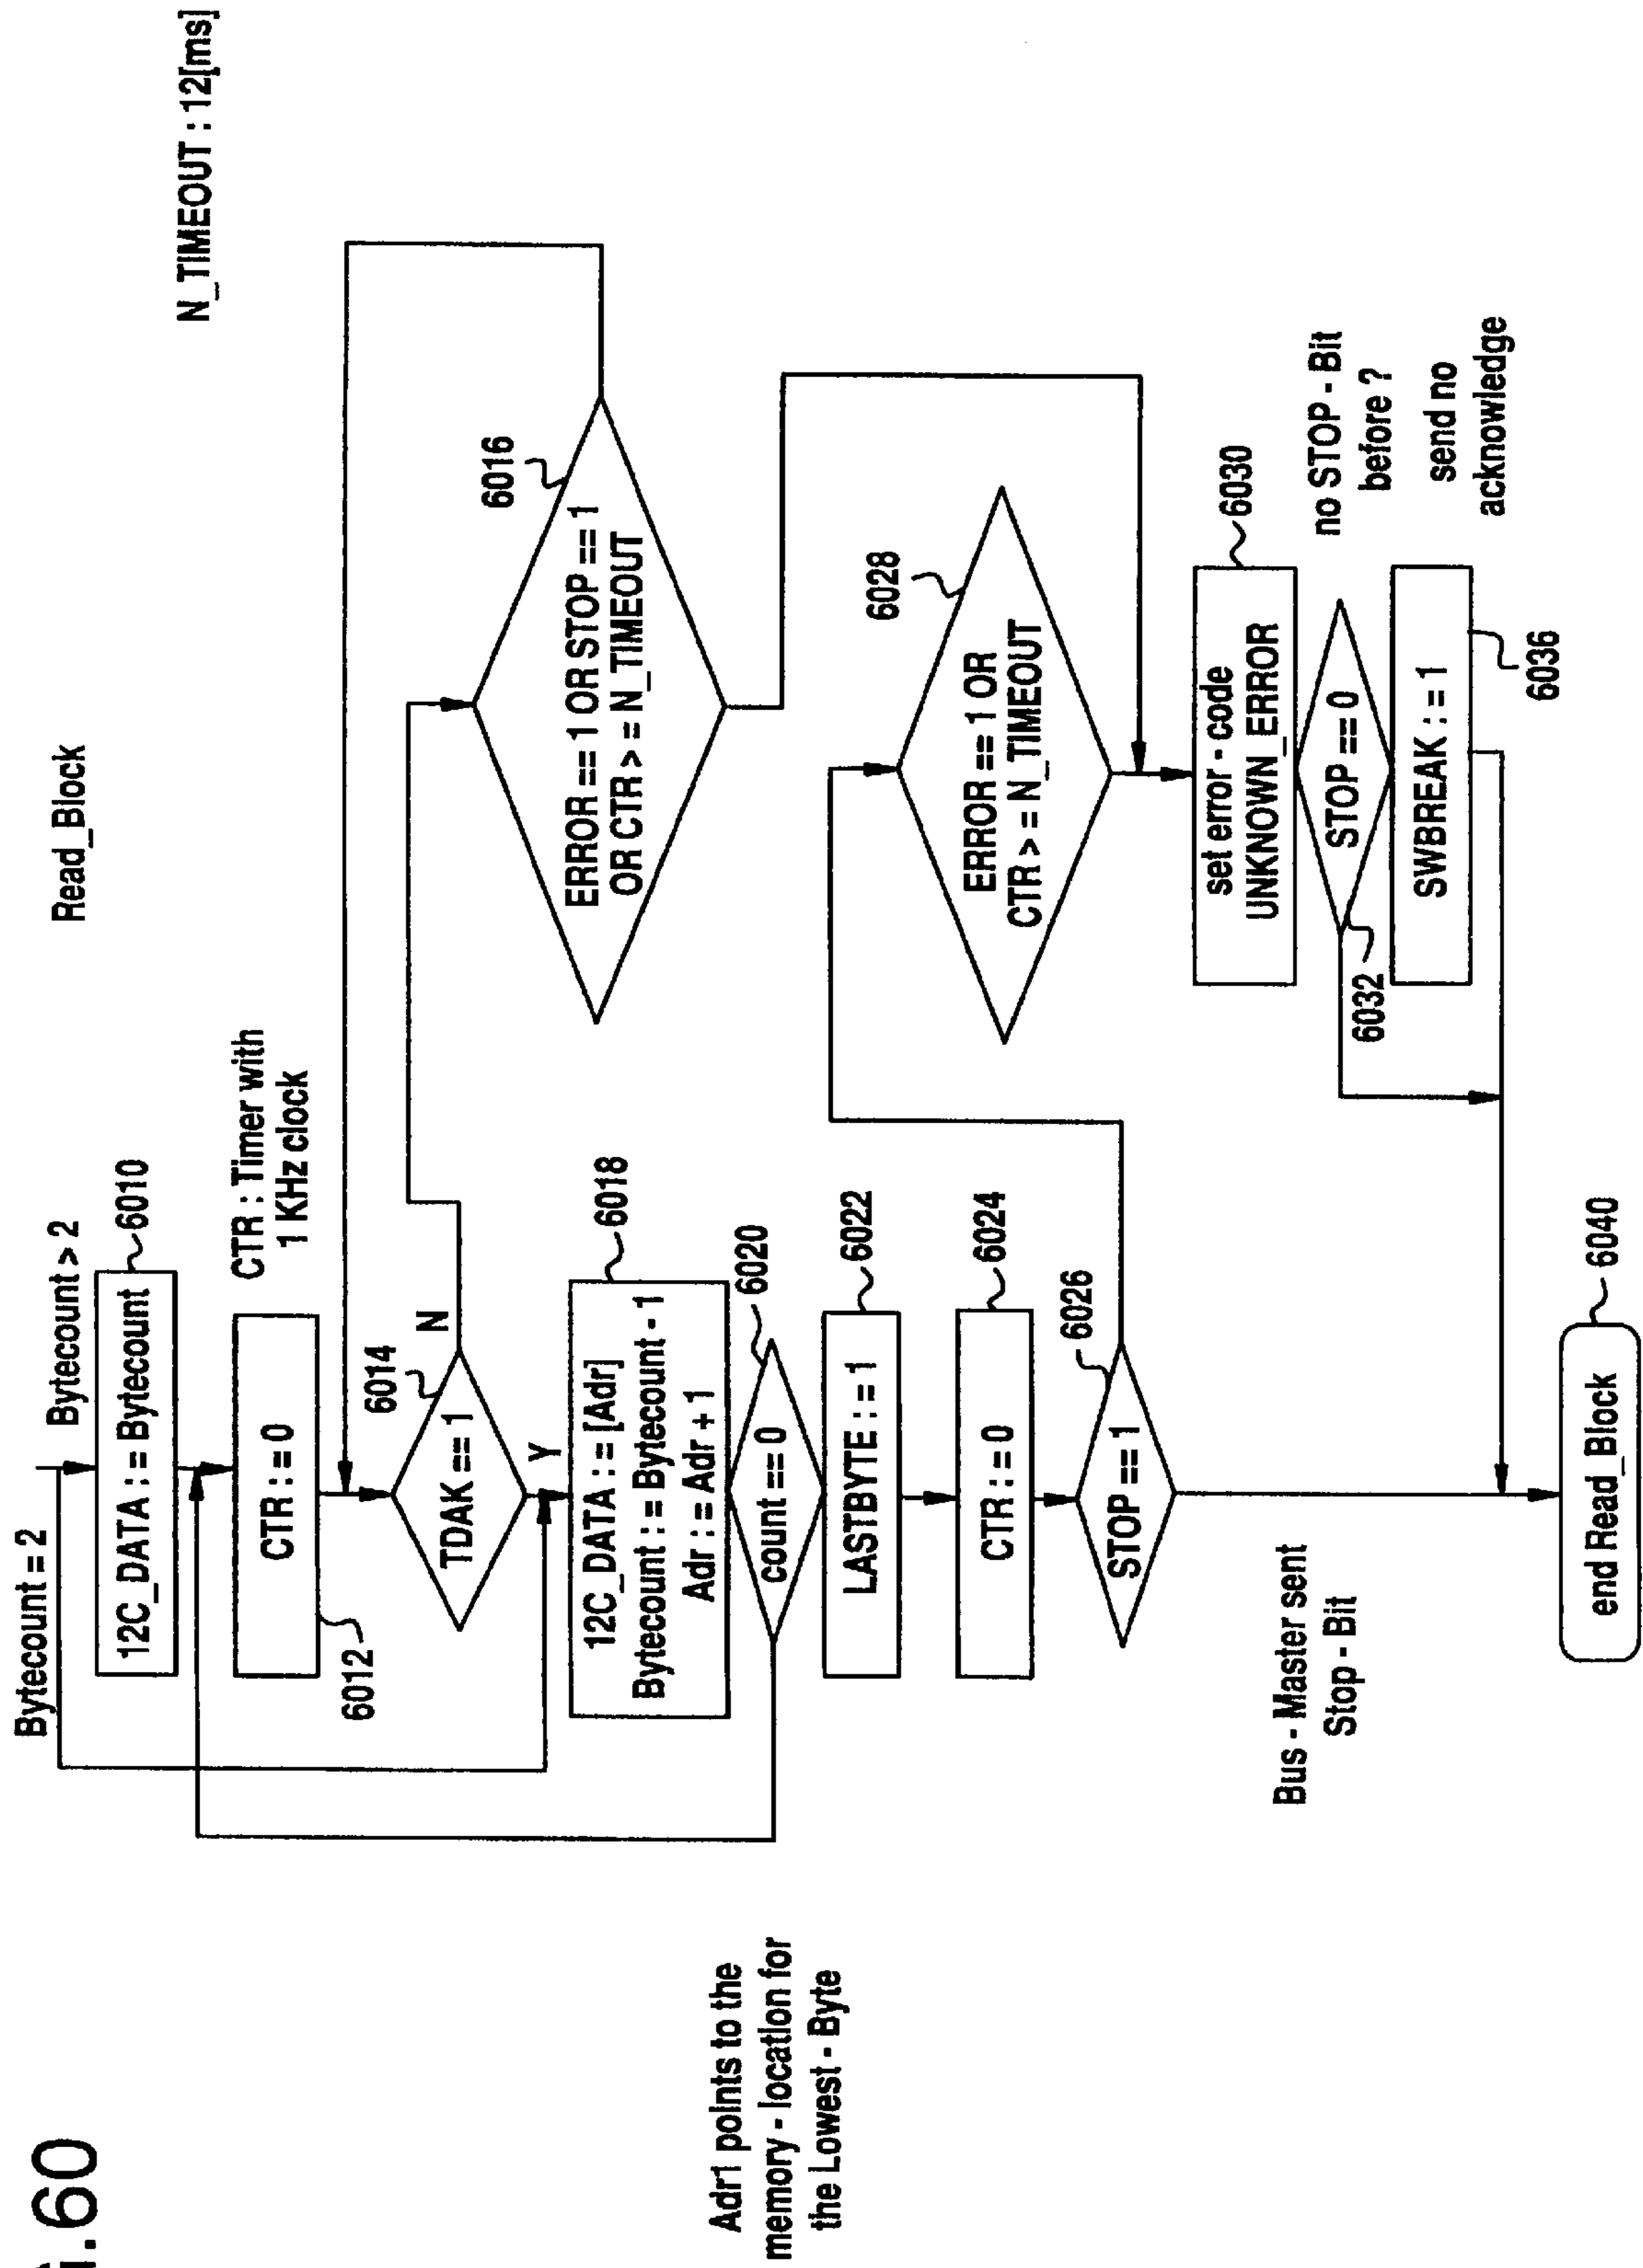 Read_Block
N_TIMEOUT : 12[ms]
Bytecount = 2
Bytecount > 2
12C_DATA : = Bytecount
6010
CTR : Timer with
1 KHz clock
CTR : = 0
6012
TDAK == 1
6014
N
Y
ERROR == 1 OR STOP == 1
OR CTR > = N_TIMEOUT
6016
12C_DATA : = [Adr]
Bytecount : = Bytecount - 1
Adr : = Adr + 1
6018
Adr1 points to the
memory - location for
the Lowest - Byte
count == 0
6020
LASTBYTE : = 1
6022
CTR : = 0
6024
STOP == 1
6026
ERROR == 1 OR
CTR > = N_TIMEOUT
6028
set error - code
UNKNOWN_ERROR
6030
STOP == 0
6032
no STOP - Bit
before ?
SWBREAK : = 1
6036
send no
acknowledge
Bus - Master sent
Stop - Bit
end Read_Block
6040
.60